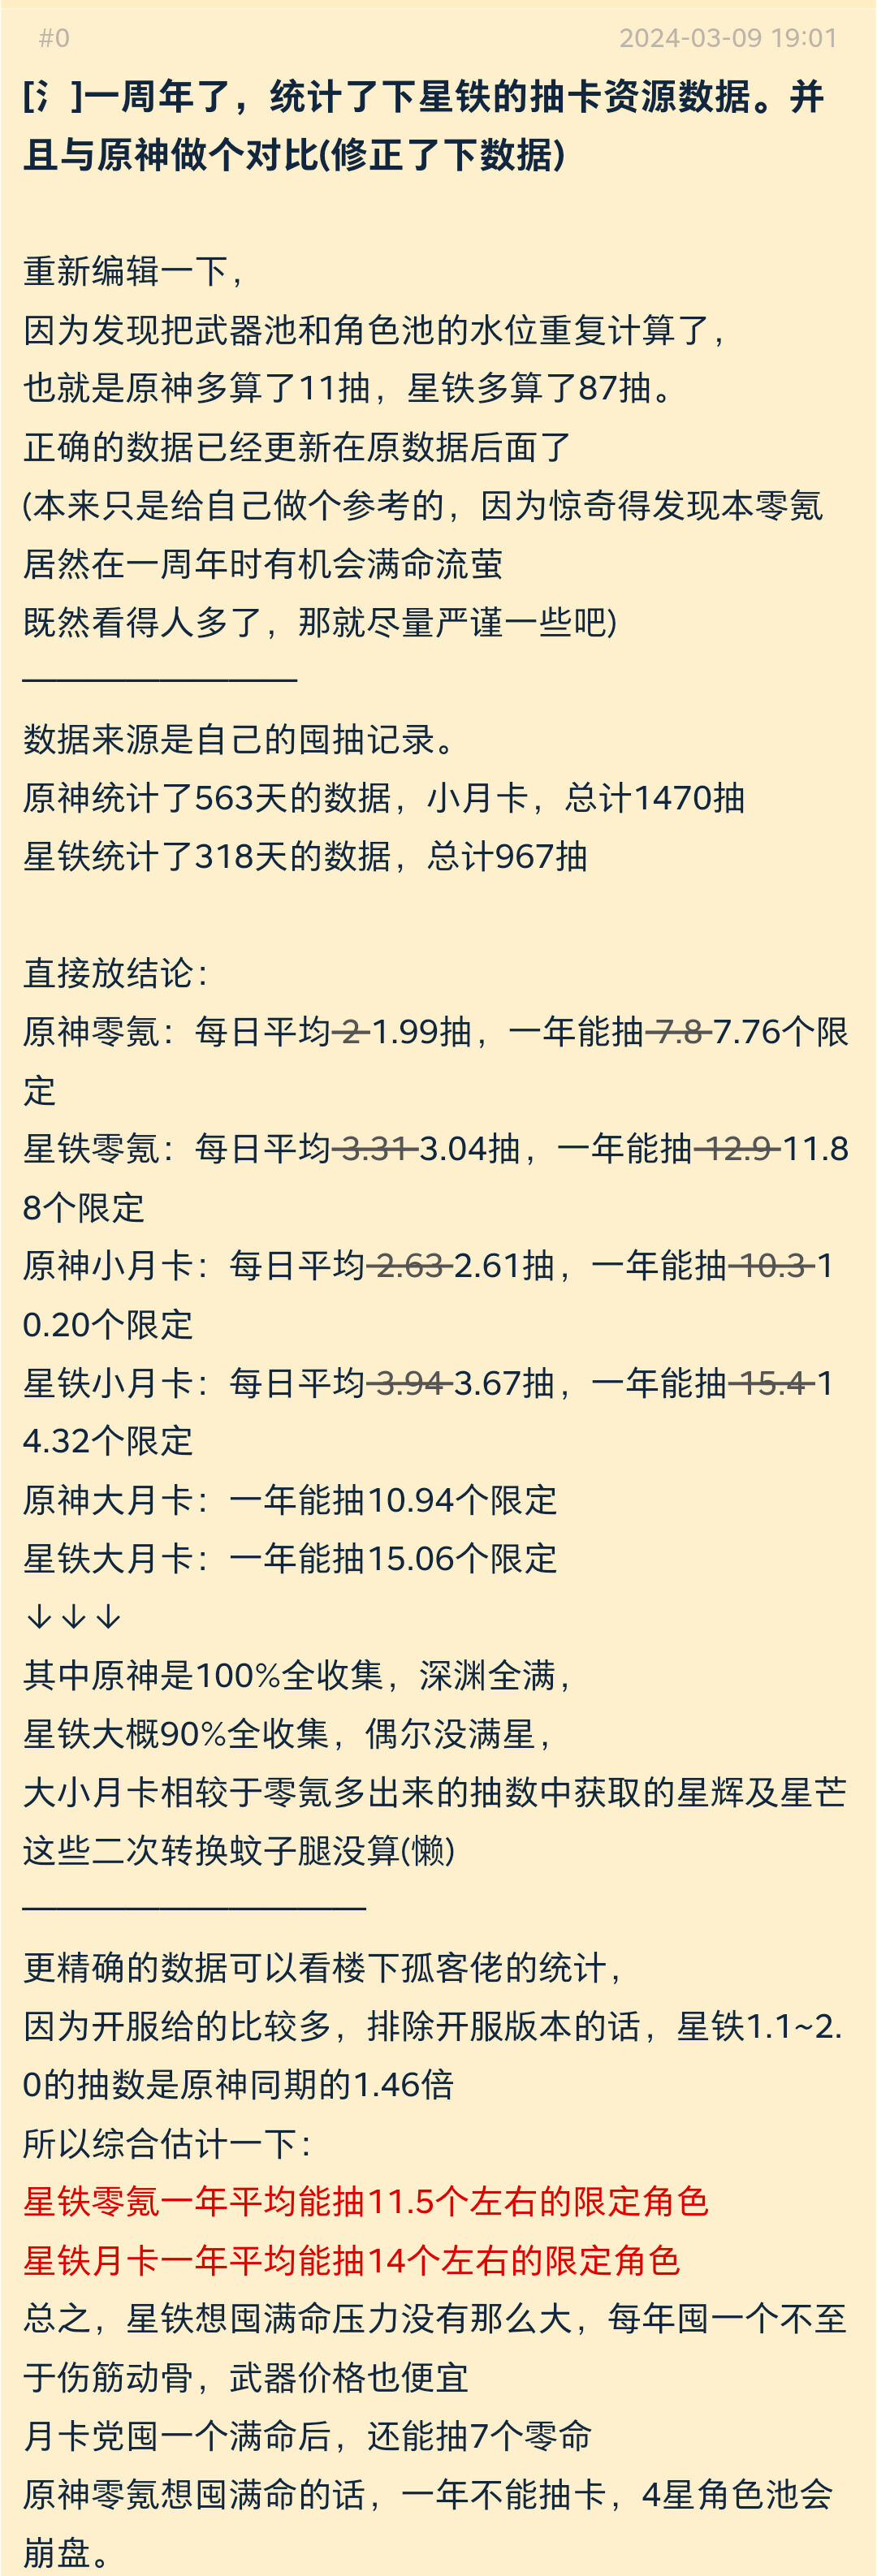 #0 2024-03-09 19:01
[氵]一周年了，统计了下星铁的抽卡资源数据。并
且与原神做个对比(修正了下数据)
重新编辑一下，
因为发现把武器池和角色池的水位重复计算了，
也就是原神多算了11抽，星铁多算了87抽。
正确的数据已经更新在原数据后面了
(本来只是给自己做个参考的，因为惊奇得发现本零氪
居然在一周年时有机会满命流萤
既然看得人多了，那就尽量严谨一些吧)
————————
数据来源是自己的囤抽记录。
原神统计了563天的数据，小月卡，总计1470抽
星铁统计了318天的数据，总计967抽
直接放结论：
原神零氪：每日平均 2 1.99抽，一年能抽 7.8 7.76个限
定
星铁零氪：每日平均 3.31 3.04抽，一年能抽 12.9 11.8
8个限定
原神小月卡：每日平均 2.63 2.61抽，一年能抽 10.3 1
0.20个限定
星铁小月卡：每日平均 3.94 3.67抽，一年能抽 15.4 1
4.32个限定
原神大月卡：一年能抽10.94个限定
星铁大月卡：一年能抽15.06个限定
↓↓↓
其中原神是100%全收集，深渊全满，
星铁大概90%全收集，偶尔没满星，
大小月卡相较于零氪多出来的抽数中获取的星辉及星芒
这些二次转换蚊子腿没算(懒)
——————————
更精确的数据可以看楼下孤客佬的统计，
因为开服给的比较多，排除开服版本的话，星铁1.1~2.
0的抽数是原神同期的1.46倍
所以综合估计一下：
星铁零氪一年平均能抽11.5个左右的限定角色
星铁月卡一年平均能抽14个左右的限定角色
总之，星铁想囤满命压力没有那么大，每年囤一个不至
于伤筋动骨，武器价格也便宜
月卡党囤一个满命后，还能抽7个零命
原神零氪想囤满命的话，一年不能抽卡，4星角色池会
崩盘。